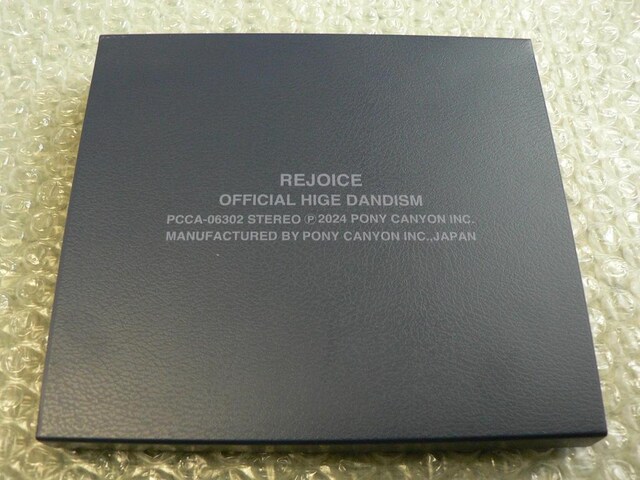 REJOICE
OFFICIAL HIGE DANDISM
PCCA-06302 STEREO ℗2024 PONY CANYON INC.
MANUFACTURED BY PONY CANYON INC.,JAPAN